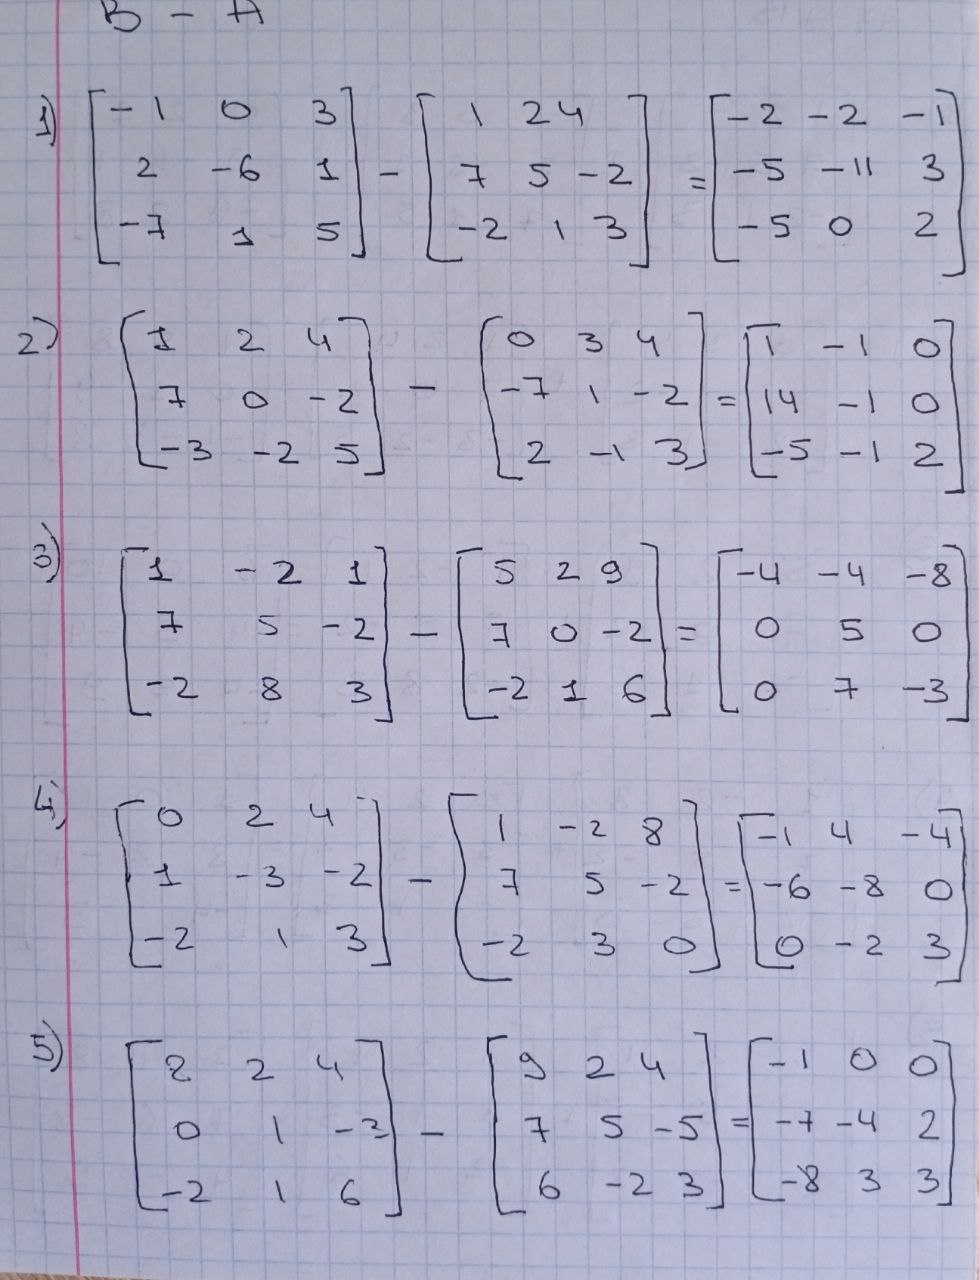 B - A
1) [-1 0 3] - [1 2 4] = [-2 -2 -1]
[2 -6 1] [7 5 -2] [-5 -11 3]
[-7 1 5] [-2 1 3] [-5 0 2]
2) [1 2 4] - [0 3 4] = [1 -1 0]
[7 0 -2] [-7 1 -2] [14 -1 0]
[-3 -2 5] [2 -1 3] [-5 -1 2]
3) [1 -2 1] - [5 2 9] = [-4 -4 -8]
[7 5 -2] [7 0 -2] [0 5 0]
[-2 8 3] [-2 1 6] [0 7 -3]
4) [0 2 4] - [1 -2 8] = [-1 4 -4]
[1 -3 -2] [7 5 -2] [-6 -8 0]
[-2 1 3] [-2 3 0] [0 -2 3]
5) [2 2 4] - [9 2 4] = [-1 0 0]
[0 1 -2] [7 5 -5] [-7 -4 2]
[-2 1 6] [6 -2 3] [-8 3 3]